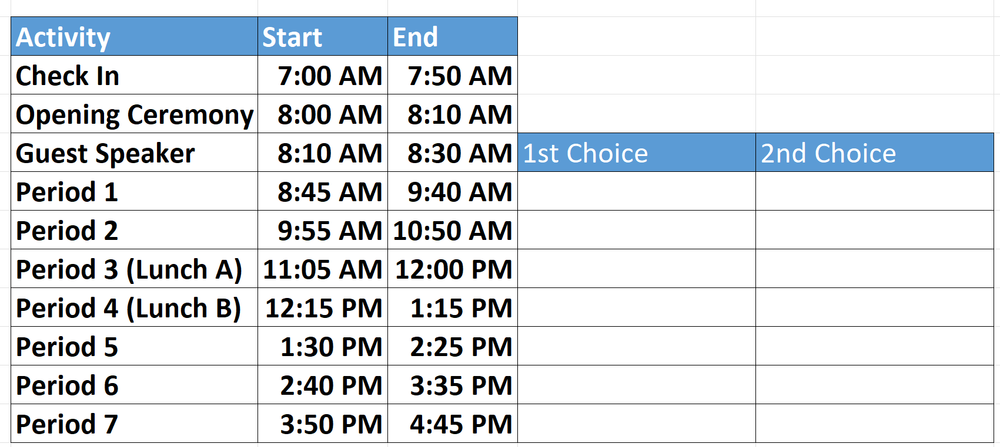 Activity Start End
Check In 7:00 AM 7:50 AM
Opening Ceremony 8:00 AM 8:10 AM
Guest Speaker 8:10 AM 8:30 AM 1st Choice 2nd Choice
Period 1 8:45 AM 9:40 AM
Period 2 9:55 AM 10:50 AM
Period 3 (Lunch A) 11:05 AM 12:00 PM
Period 4 (Lunch B) 12:15 PM 1:15 PM
Period 5 1:30 PM 2:25 PM
Period 6 2:40 PM 3:35 PM
Period 7 3:50 PM 4:45 PM